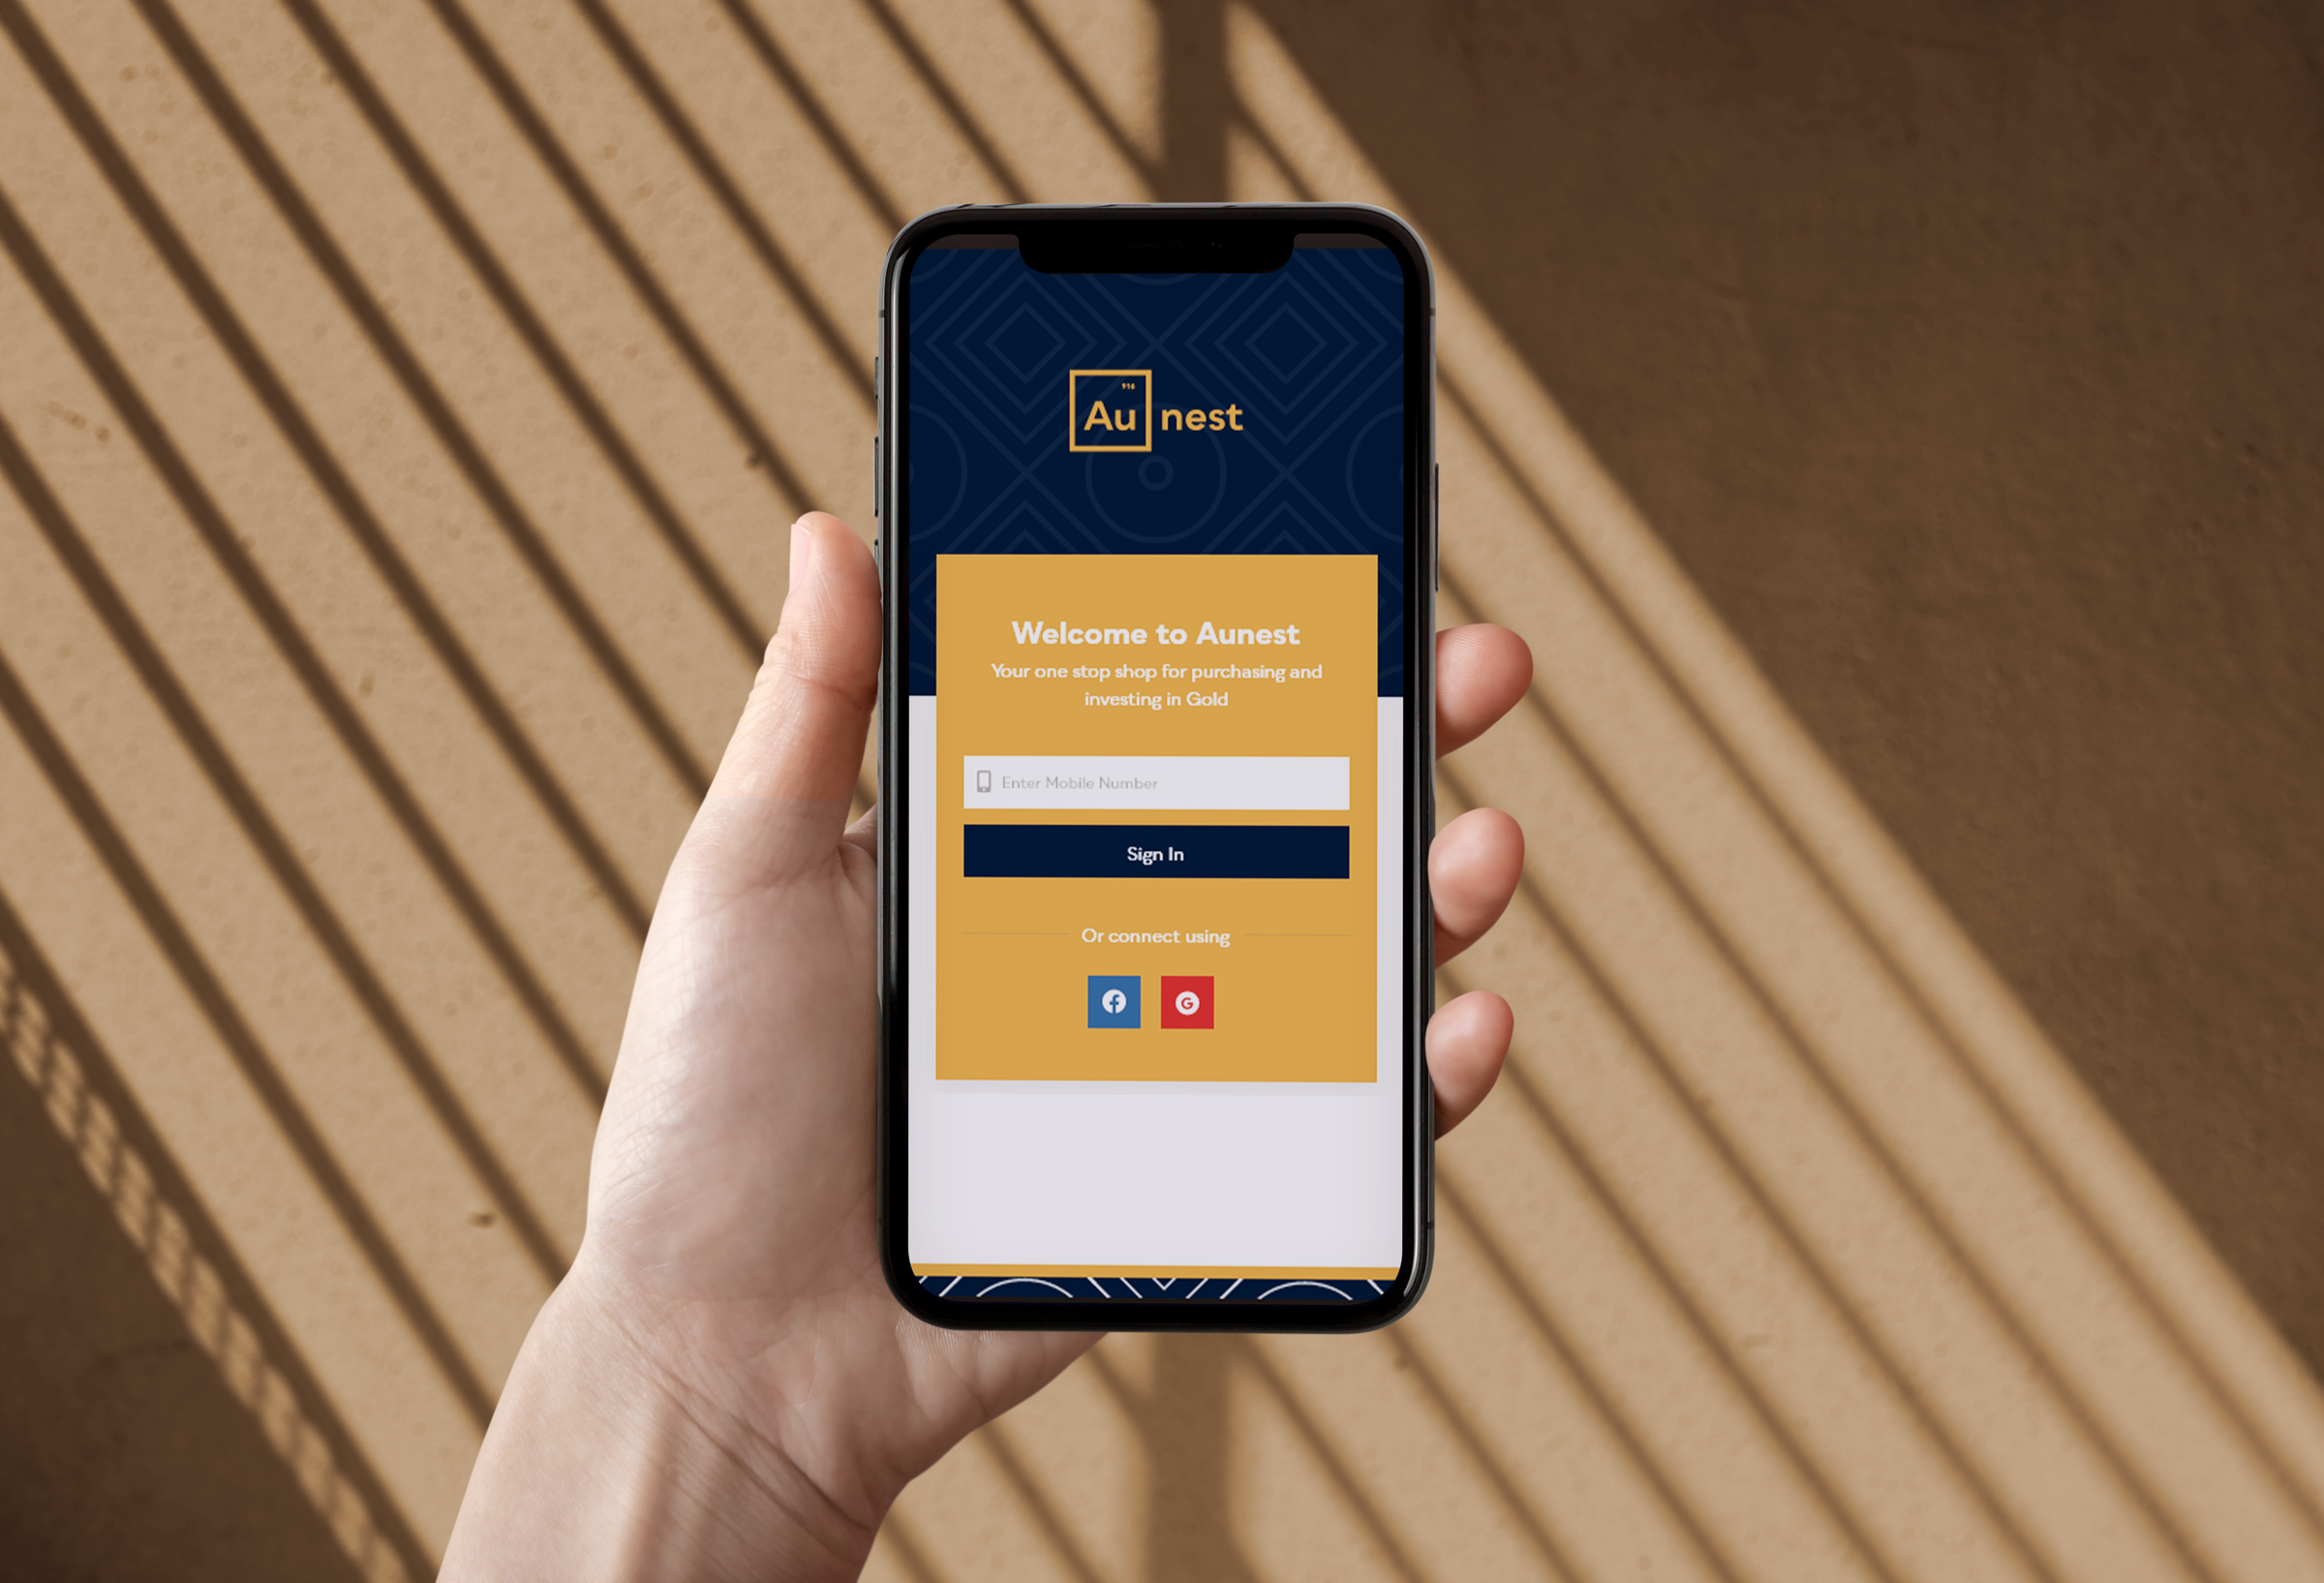 916
Au nest
Welcome to Aunest
Your one stop shop for purchasing and
investing in Gold
Enter Mobile Number
Sign In
Or connect using